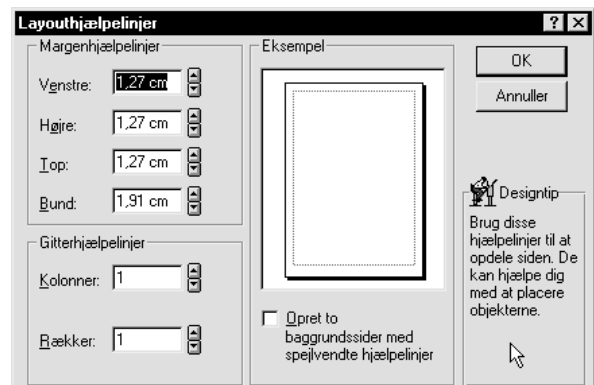 Layouthjælpelinjer
Margenhjælpelinjer
Venstre: 1,27 cm
Højre: 1,27 cm
Top: 1,27 cm
Bund: 1,91 cm
Gitterhjælpelinjer
Kolonner: 1
Rækker: 1
Eksempel
Opret to
baggrundssider med
spejlvendte hjælpelinjer
OK
Annuller
Designtip
Brug disse
hjælpelinjer til at
opdele siden. De
kan hjælpe dig
med at placere
objekterne.